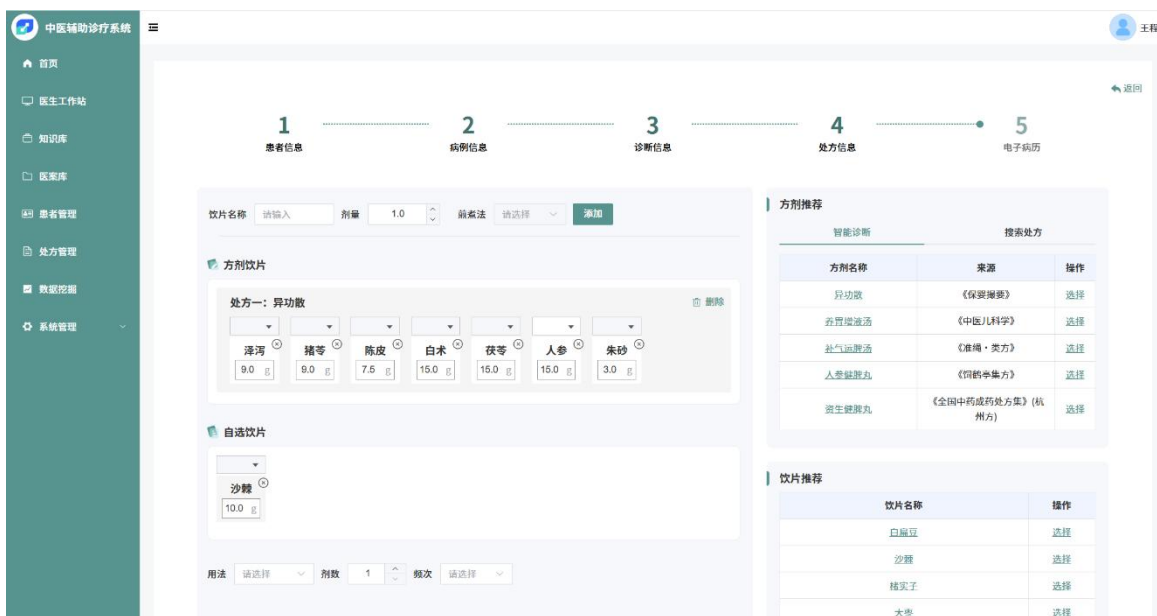 中医辅助诊疗系统
王程
首页
医生工作站
知识库
医案库
患者管理
处方管理
数据挖掘
系统管理
返回
1 2 3 4 5
患者信息 病例信息 诊断信息 处方信息 电子病历
饮片名称 请输入 剂量 1.0 煎煮法 请选择 添加
方剂饮片
处方一：异功散 删除
泽泻 猪苓 陈皮 白术 茯苓 人参 朱砂
9.0 g 9.0 g 7.5 g 15.0 g 15.0 g 15.0 g 3.0 g
自选饮片
沙棘
10.0 g
用法 请选择 剂数 1 频次 请选择
方剂推荐
智能诊断 搜索处方
方剂名称 来源 操作
异功散 《保婴撮要》 选择
养胃增液汤 《中医儿科学》 选择
补气运脾汤 《准绳·类方》 选择
人参健脾丸 《饲鹤亭集方》 选择
资生健脾丸 《全国中药成药处方集》(杭
州方) 选择
饮片推荐
饮片名称 操作
白扁豆 选择
沙棘 选择
楮实子 选择
大枣 选择